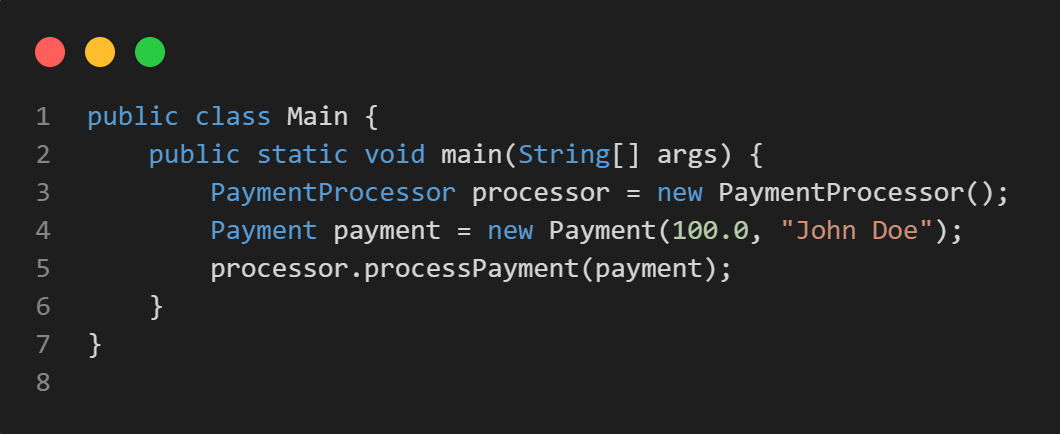 1 public class Main {
2     public static void main(String[] args) {
3         PaymentProcessor processor = new PaymentProcessor();
4         Payment payment = new Payment(100.0, "John Doe");
5         processor.processPayment(payment);
6     }
7 }
8